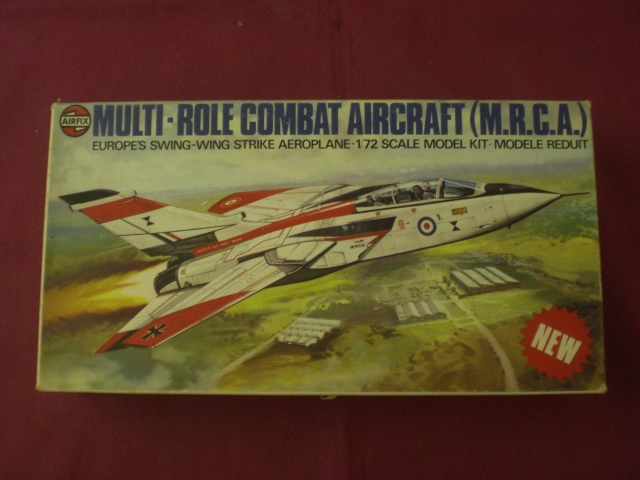 AIRFIX
MULTI-ROLE COMBAT AIRCRAFT (M.R.C.A.)
EUROPE'S SWING-WING STRIKE AEROPLANE·1 72 SCALE MODEL KIT· MODELE REDUIT
NEW